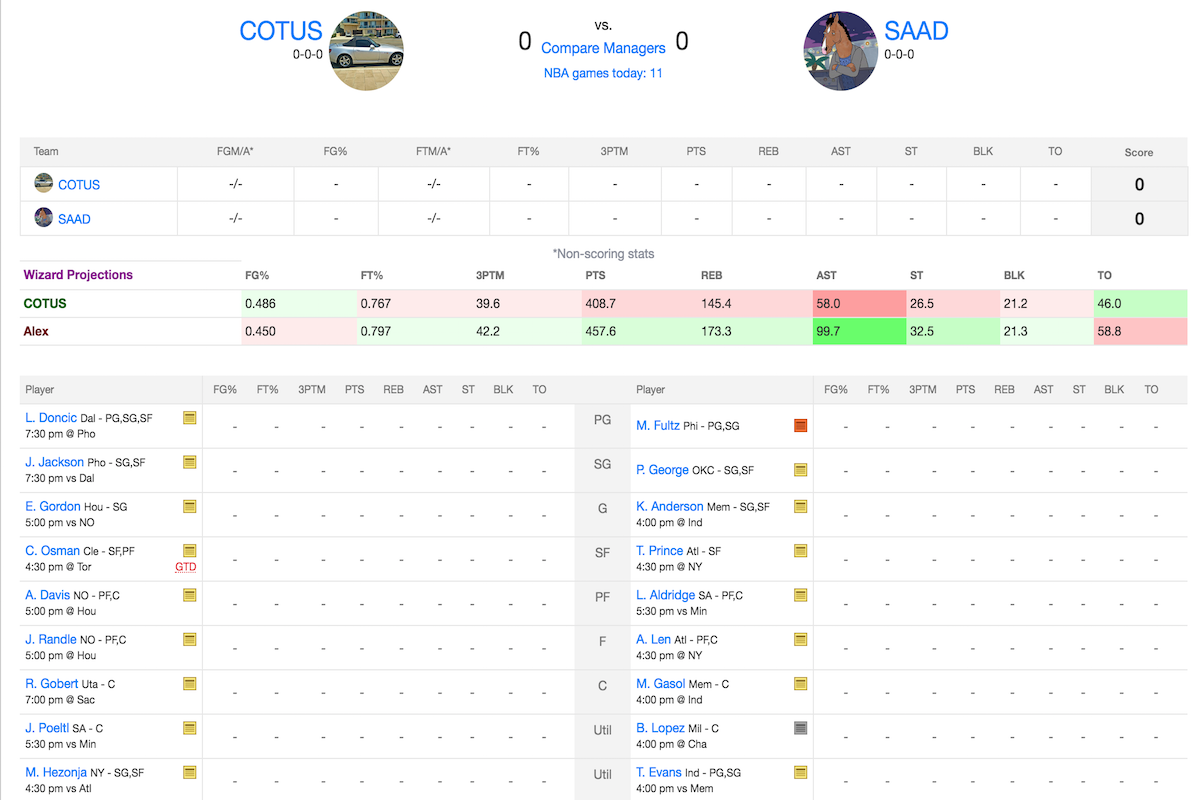 COTUS
0-0-0
0 vs. 0
Compare Managers
NBA games today: 11
SAAD
0-0-0
Team FGM/A* FG% FTM/A* FT% 3PTM PTS REB AST ST BLK TO Score
COTUS -/- - -/- - - - - - - - - 0
SAAD -/- - -/- - - - - - - - - 0
*Non-scoring stats
Wizard Projections FG% FT% 3PTM PTS REB AST ST BLK TO
COTUS 0.486 0.767 39.6 408.7 145.4 58.0 26.5 21.2 46.0
Alex 0.450 0.797 42.2 457.6 173.3 99.7 32.5 21.3 58.8
Player FG% FT% 3PTM PTS REB AST ST BLK TO Player FG% FT% 3PTM PTS REB AST ST BLK TO
L. Doncic Dal - PG,SG,SF
7:30 pm @ Pho
- - - - - - - - - PG M. Fultz Phi - PG,SG - - - - - - - - -
J. Jackson Pho - SG,SF
7:30 pm vs Dal
- - - - - - - - - SG P. George OKC - SG,SF - - - - - - - - -
E. Gordon Hou - SG
5:00 pm vs NO
- - - - - - - - - G K. Anderson Mem - SG,SF
4:00 pm @ Ind
- - - - - - - - -
C. Osman Cle - SF,PF
4:30 pm @ Tor GTD
- - - - - - - - - SF T. Prince Atl - SF
4:30 pm @ NY
- - - - - - - - -
A. Davis NO - PF,C
5:00 pm @ Hou
- - - - - - - - - PF L. Aldridge SA - PF,C
5:30 pm vs Min
- - - - - - - - -
J. Randle NO - PF,C
5:00 pm @ Hou
- - - - - - - - - F A. Len Atl - PF,C
4:30 pm @ NY
- - - - - - - - -
R. Gobert Uta - C
7:00 pm @ Sac
- - - - - - - - - C M. Gasol Mem - C
4:00 pm @ Ind
- - - - - - - - -
J. Poeltl SA - C
5:30 pm vs Min
- - - - - - - - - Util B. Lopez Mil - C
4:00 pm @ Cha
- - - - - - - - -
M. Hezonja NY - SG,SF
4:30 pm vs Atl
- - - - - - - - - Util T. Evans Ind - PG,SG
4:00 pm vs Mem
- - - - - - - - -